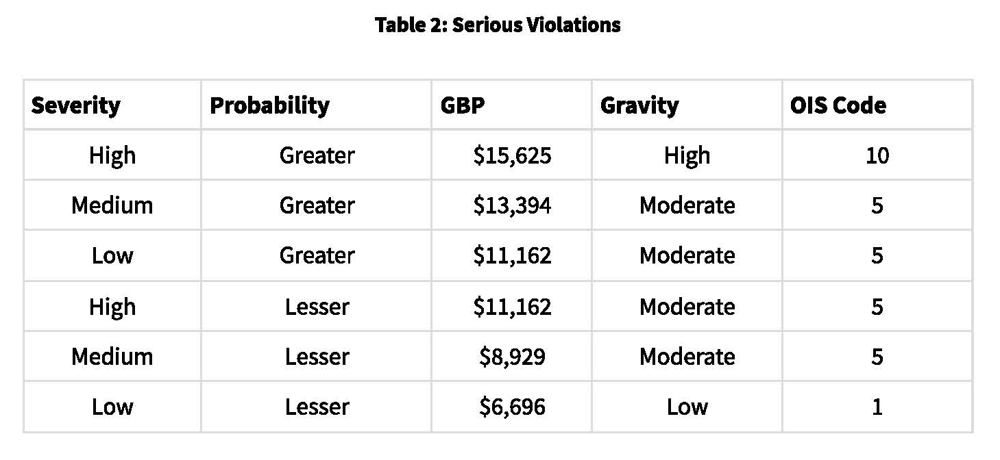 Table 2: Serious Violations
Severity Probability GBP Gravity OIS Code
High Greater $15,625 High 10
Medium Greater $13,394 Moderate 5
Low Greater $11,162 Moderate 5
High Lesser $11,162 Moderate 5
Medium Lesser $8,929 Moderate 5
Low Lesser $6,696 Low 1